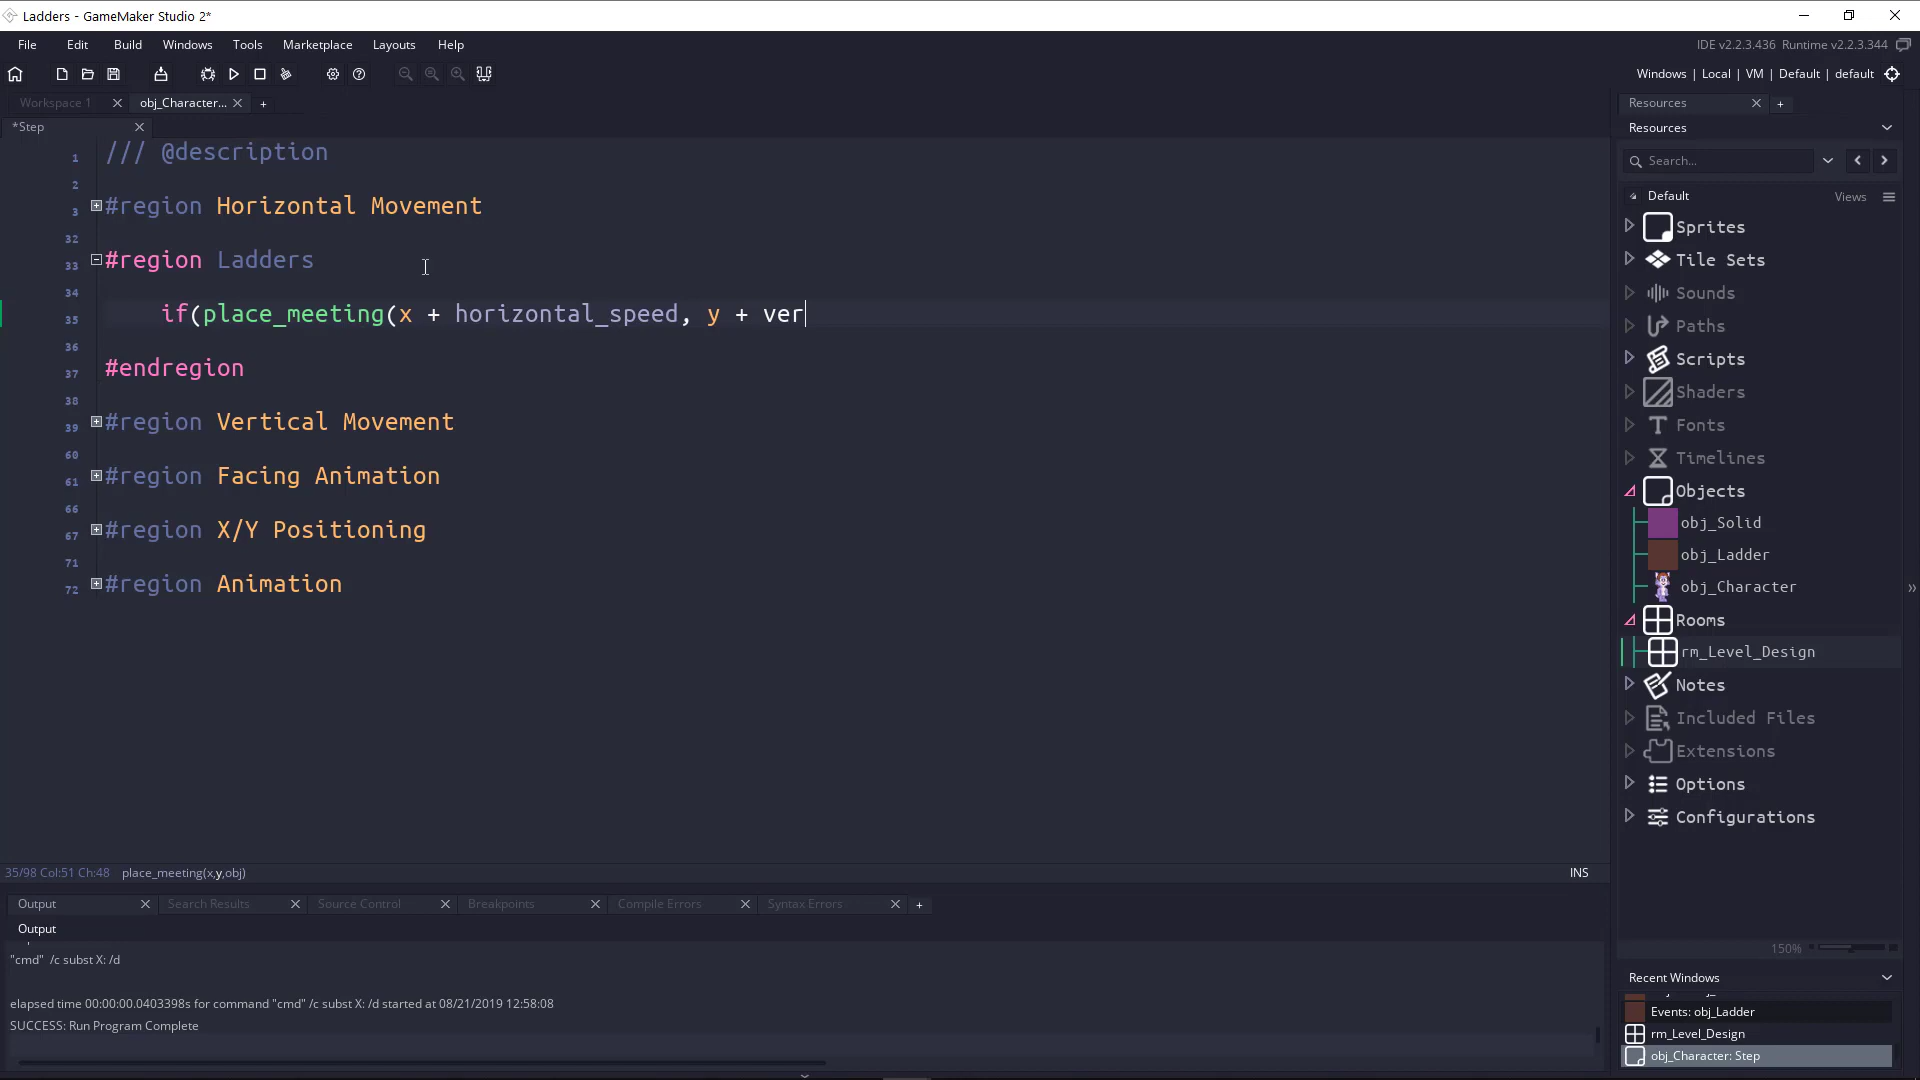 Ladders - GameMaker Studio 2*
File Edit Build Windows Tools Marketplace Layouts Help
IDE v2.2.3.436 Runtime v2.2.3.344
Windows | Local | VM | Default | default
Workspace 1
obj_Character...
+
*Step
1 /// @description
2
3 #region Horizontal Movement
32
33 #region Ladders
34
35 if(place_meeting(x + horizontal_speed, y + ver
36
37 #endregion
38
39 #region Vertical Movement
60
61 #region Facing Animation
66
67 #region X/Y Positioning
71
72 #region Animation
35/98 Col:51 Ch:48 place_meeting(x,y,obj)
INS
Output Search Results Source Control Breakpoints Compile Errors Syntax Errors +
Output
"cmd" /c subst X: /d
elapsed time 00:00:00.0403398s for command "cmd" /c subst X: /d started at 08/21/2019 12:58:08
SUCCESS: Run Program Complete
Resources
+
Resources
Search...
Default
Views
Sprites
Tile Sets
Sounds
Paths
Scripts
Shaders
Fonts
Timelines
Objects
obj_Solid
obj_Ladder
obj_Character
Rooms
rm_Level_Design
Notes
Included Files
Extensions
Options
Configurations
150%
Recent Windows
Events: obj_Ladder
rm_Level_Design
obj_Character: Step